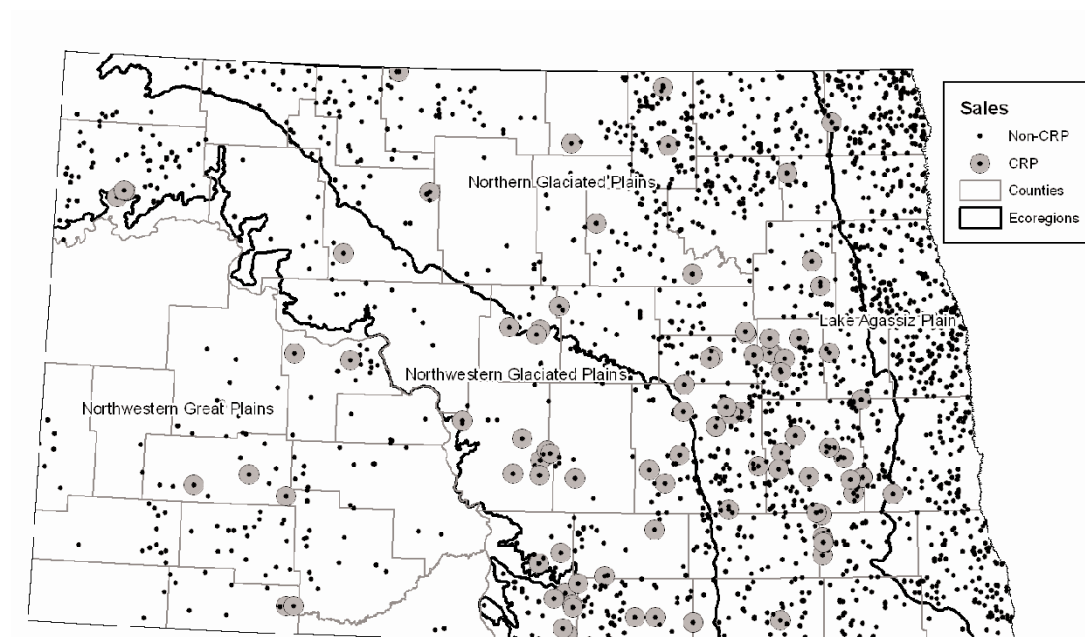 Sales
Non-CRP
CRP
Counties
Ecoregions
Northern Glaciated Plains
Lake Agassiz Plain
Northwestern Glaciated Plains
Northwestern Great Plains